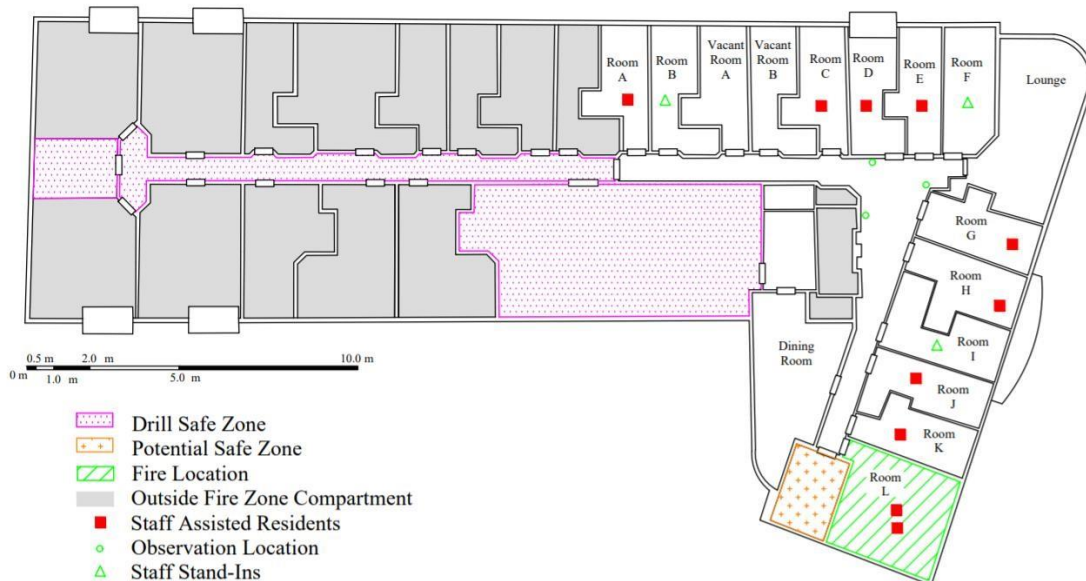 Room
A
Room
B
Vacant
Room
A
Vacant
Room
B
Room
C
Room
D
Room
E
Room
F
Lounge
Room
G
Room
H
Room
I
Room
J
Room
K
Room
L
Dining
Room
0.5 m 2.0 m 10.0 m
0 m 1.0 m 5.0 m
Drill Safe Zone
Potential Safe Zone
Fire Location
Outside Fire Zone Compartment
Staff Assisted Residents
Observation Location
Staff Stand-Ins